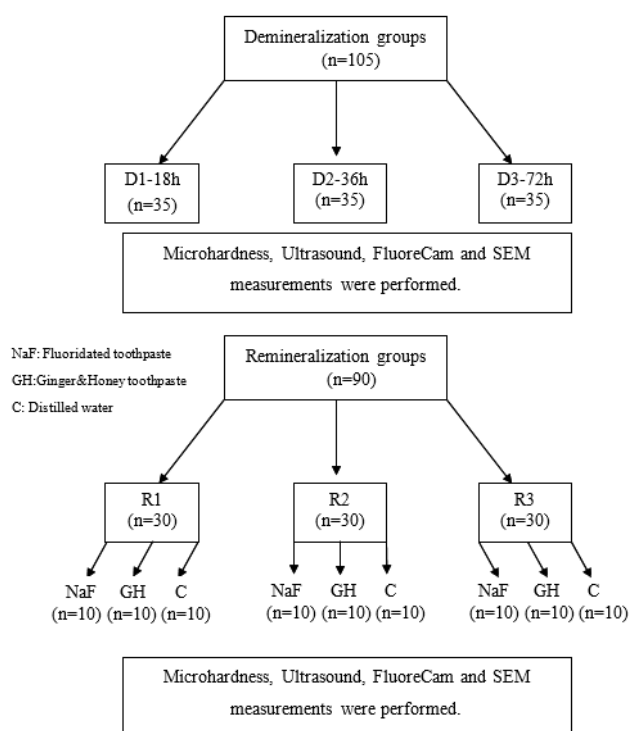 Demineralization groups
(n=105)
D1-18h
(n=35)
D2-36h
(n=35)
D3-72h
(n=35)
Microhardness, Ultrasound, FluoreCam and SEM
measurements were performed.
NaF: Fluoridated toothpaste
GH:Ginger&Honey toothpaste
C: Distilled water
Remineralization groups
(n=90)
R1
(n=30)
R2
(n=30)
R3
(n=30)
NaF GH C
(n=10) (n=10) (n=10)
NaF GH C
(n=10) (n=10) (n=10)
NaF GH C
(n=10) (n=10) (n=10)
Microhardness, Ultrasound, FluoreCam and SEM
measurements were performed.